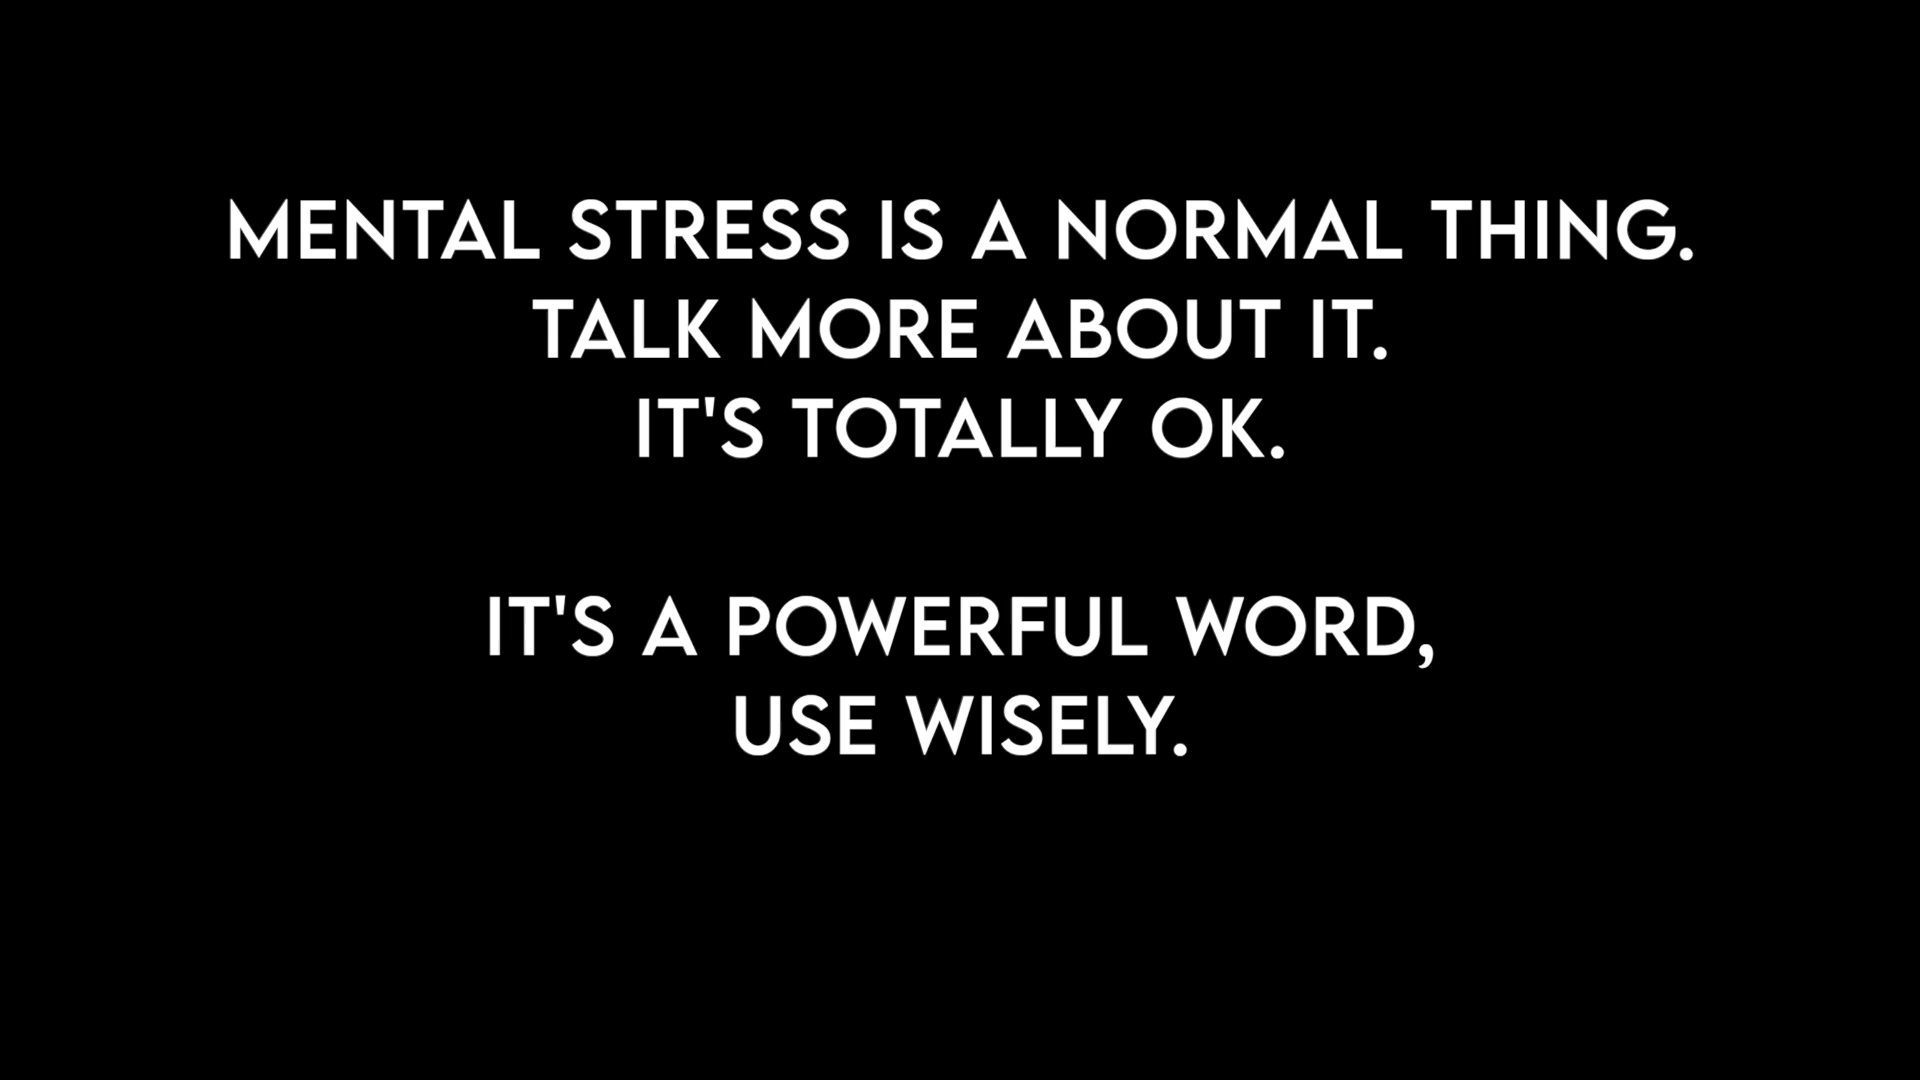 MENTAL STRESS IS A NORMAL THING.
TALK MORE ABOUT IT.
IT'S TOTALLY OK.
IT'S A POWERFUL WORD,
USE WISELY.